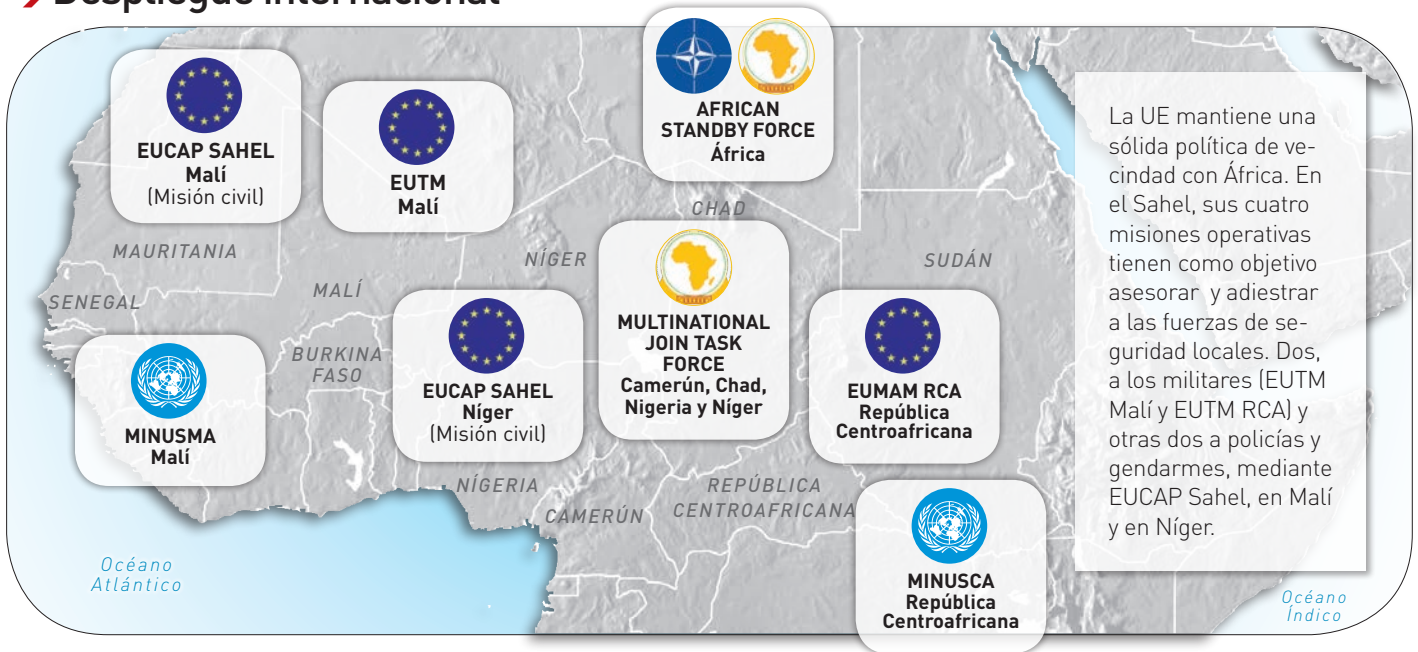 Despliegue internacional
EUCAP SAHEL
Malí
(Misión civil)
EUTM
Malí
AFRICAN
STANDBY FORCE
África
CHAD
MAURITANIA
NÍGER
SUDÁN
SENEGAL
MALÍ
BURKINA
FASO
MINUSMA
Malí
EUCAP SAHEL
Níger
(Misión civil)
MULTINATIONAL
JOIN TASK
FORCE
Camerún, Chad,
Nigeria y Níger
EUMAM RCA
República
Centroafricana
NÍGERIA
CAMERÚN
REPÚBLICA
CENTROAFRICANA
MINUSCA
República
Centroafricana
Océano
Atlántico
Océano
Índico
La UE mantiene una
sólida política de ve-
cindad con África. En
el Sahel, sus cuatro
misiones operativas
tienen como objetivo
asesorar y adiestrar
a las fuerzas de se-
guridad locales. Dos,
a los militares (EUTM
Malí y EUTM RCA) y
otras dos a policías y
gendarmes, mediante
EUCAP Sahel, en Malí
y en Níger.